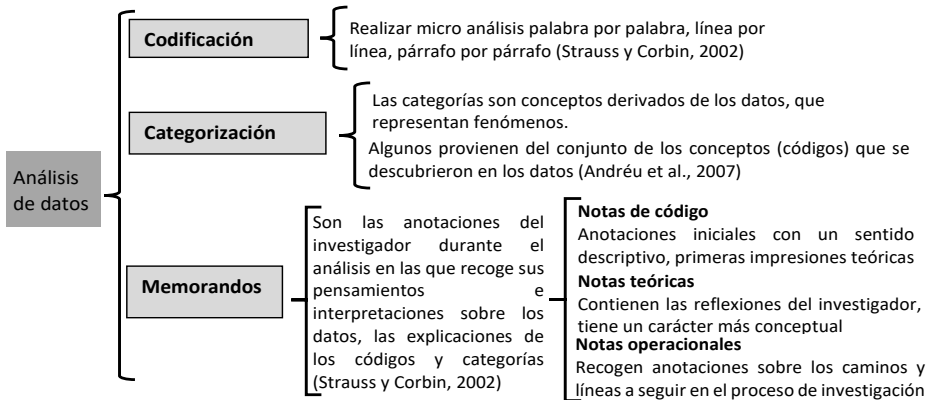 Análisis
de datos
Codificación
Realizar micro análisis palabra por palabra, línea por
línea, párrafo por párrafo (Strauss y Corbin, 2002)
Categorización
Las categorías son conceptos derivados de los datos, que
representan fenómenos.
Algunos provienen del conjunto de los conceptos (códigos) que se
descubrieron en los datos (Andréu et al., 2007)
Memorandos
Son las anotaciones del
investigador durante el
análisis en las que recoge sus
pensamientos e
interpretaciones sobre los
datos, las explicaciones de
los códigos y categorías
(Strauss y Corbin, 2002)
Notas de código
Anotaciones iniciales con un sentido
descriptivo, primeras impresiones teóricas
Notas teóricas
Contienen las reflexiones del investigador,
tiene un carácter más conceptual
Notas operacionales
Recogen anotaciones sobre los caminos y
líneas a seguir en el proceso de investigación